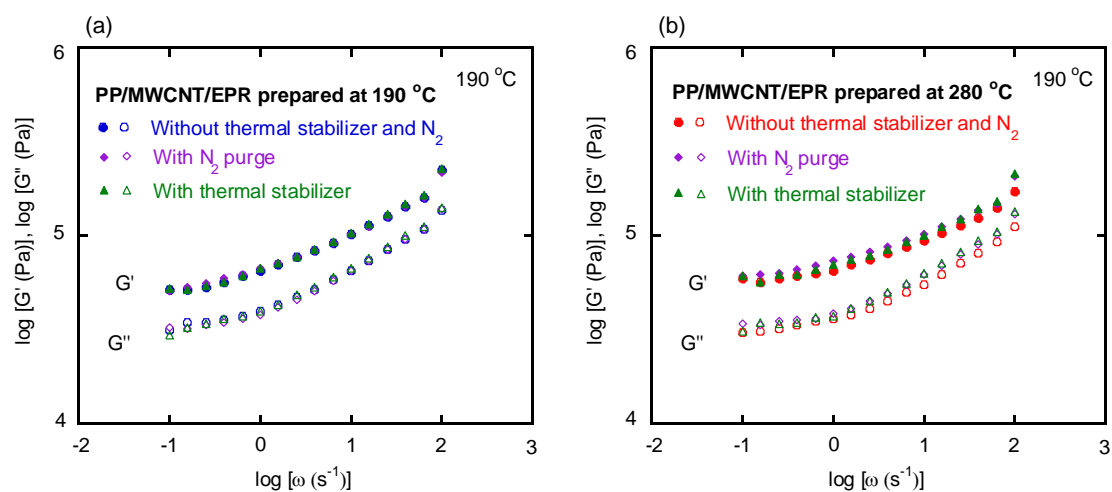 (a)
6
5
4
log [G' (Pa)], log [G'' (Pa)]
190 °C
PP/MWCNT/EPR prepared at 190 °C
Without thermal stabilizer and N₂
With N₂ purge
With thermal stabilizer
G'
G''
-2 -1 0 1 2 3
log [ω (s⁻¹)]
(b)
6
5
4
log [G' (Pa)], log [G'' (Pa)]
190 °C
PP/MWCNT/EPR prepared at 280 °C
Without thermal stabilizer and N₂
With N₂ purge
With thermal stabilizer
G'
G''
-2 -1 0 1 2 3
log [ω (s⁻¹)]